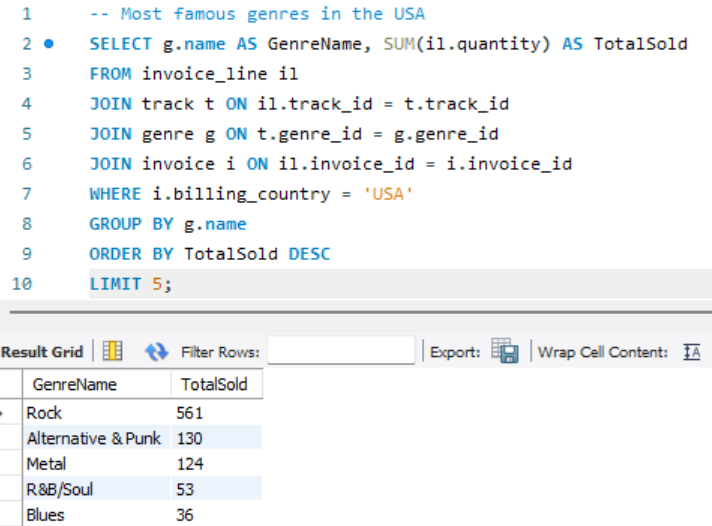 1 -- Most famous genres in the USA
2 SELECT g.name AS GenreName, SUM(il.quantity) AS TotalSold
3 FROM invoice_line il
4 JOIN track t ON il.track_id = t.track_id
5 JOIN genre g ON t.genre_id = g.genre_id
6 JOIN invoice i ON il.invoice_id = i.invoice_id
7 WHERE i.billing_country = 'USA'
8 GROUP BY g.name
9 ORDER BY TotalSold DESC
10 LIMIT 5;
Result Grid Filter Rows: Export: Wrap Cell Content: IA
GenreName TotalSold
Rock 561
Alternative & Punk 130
Metal 124
R&B/Soul 53
Blues 36